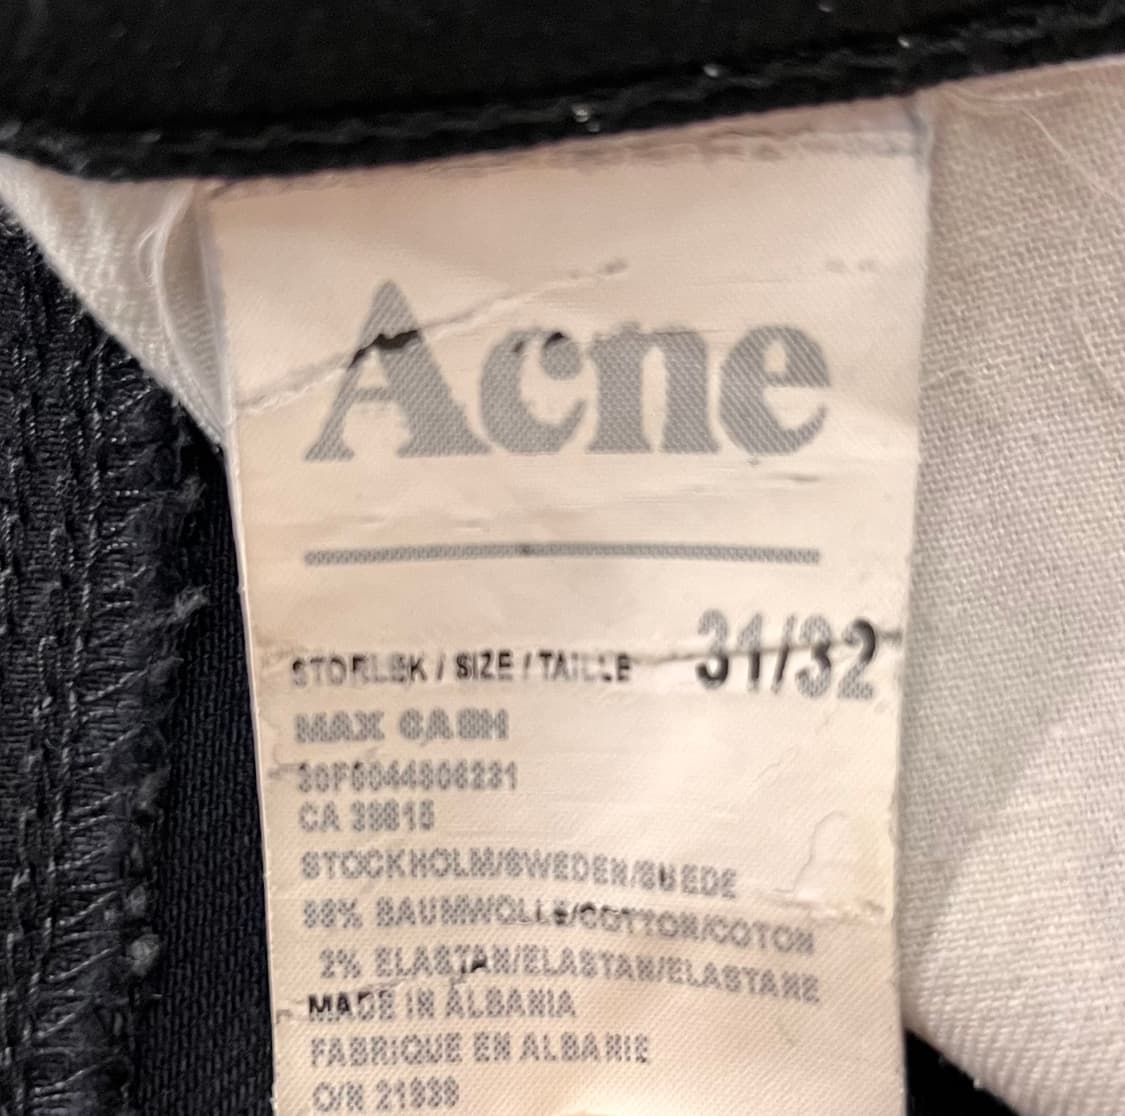 Acne
STORLEK / SIZE / TAILLE 31/32
MAX CASH
CA 38815
STOCKHOLM/SWEDEN/SUEDE
98% BAUMWOLLE/COTTON/COTON
2% ELASTAN/ELASTAN/ELASTANE
MADE IN ALBANIA
FABRIQUE EN ALBANIE
O/N 21838